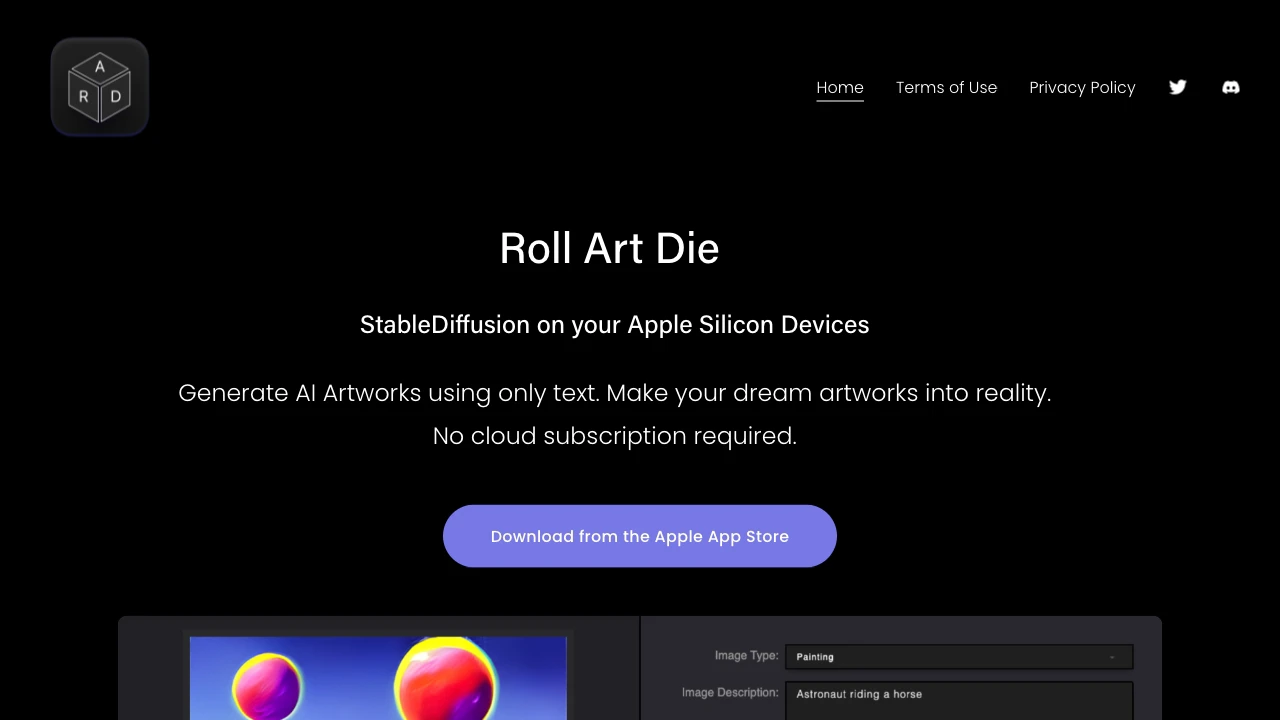 A
R D
Home Terms of Use Privacy Policy
Roll Art Die
StableDiffusion on your Apple Silicon Devices
Generate AI Artworks using only text. Make your dream artworks into reality.
No cloud subscription required.
Download from the Apple App Store
Image Type: Painting
Image Description: Astronaut riding a horse